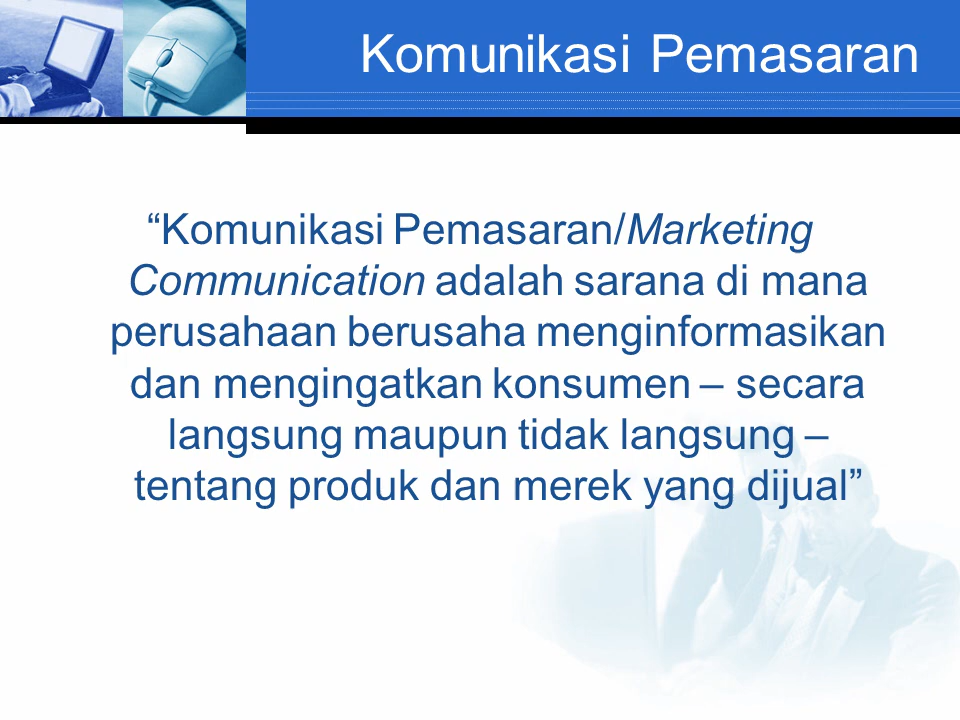 Komunikasi Pemasaran
“Komunikasi Pemasaran/Marketing
Communication adalah sarana di mana
perusahaan berusaha menginformasikan
dan mengingatkan konsumen – secara
langsung maupun tidak langsung –
tentang produk dan merek yang dijual”